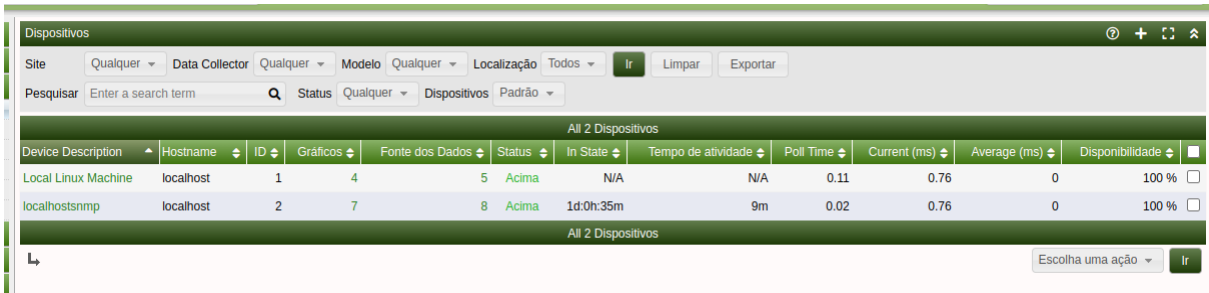 Dispositivos
Site Qualquer Data Collector Qualquer Modelo Qualquer Localização Todos Ir Limpar Exportar
Pesquisar Enter a search term Status Qualquer Dispositivos Padrão
All 2 Dispositivos
Device Description Hostname ID Gráficos Fonte dos Dados Status In State Tempo de atividade Poll Time Current (ms) Average (ms) Disponibilidade
Local Linux Machine localhost 1 4 5 Acima N/A N/A 0.11 0.76 0 100 %
localhostsnmp localhost 2 7 8 Acima 1d:0h:35m 9m 0.02 0.76 0 100 %
All 2 Dispositivos
Escolha uma ação Ir